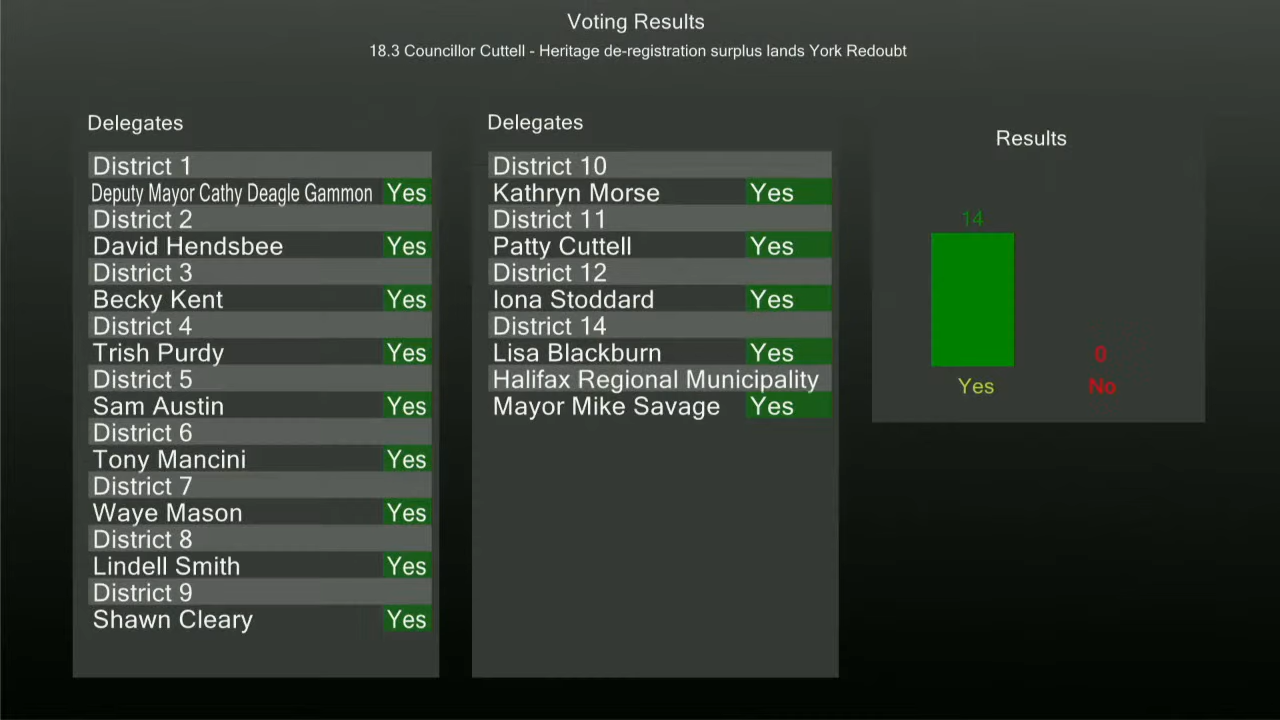 Voting Results
18.3 Councillor Cuttell - Heritage de-registration surplus lands York Redoubt
Delegates
District 1
Deputy Mayor Cathy Deagle Gammon Yes
District 2
David Hendsbee Yes
District 3
Becky Kent Yes
District 4
Trish Purdy Yes
District 5
Sam Austin Yes
District 6
Tony Mancini Yes
District 7
Waye Mason Yes
District 8
Lindell Smith Yes
District 9
Shawn Cleary Yes
Delegates
District 10
Kathryn Morse Yes
District 11
Patty Cuttell Yes
District 12
Iona Stoddard Yes
District 14
Lisa Blackburn Yes
Halifax Regional Municipality
Mayor Mike Savage Yes
Results
14
0
Yes No